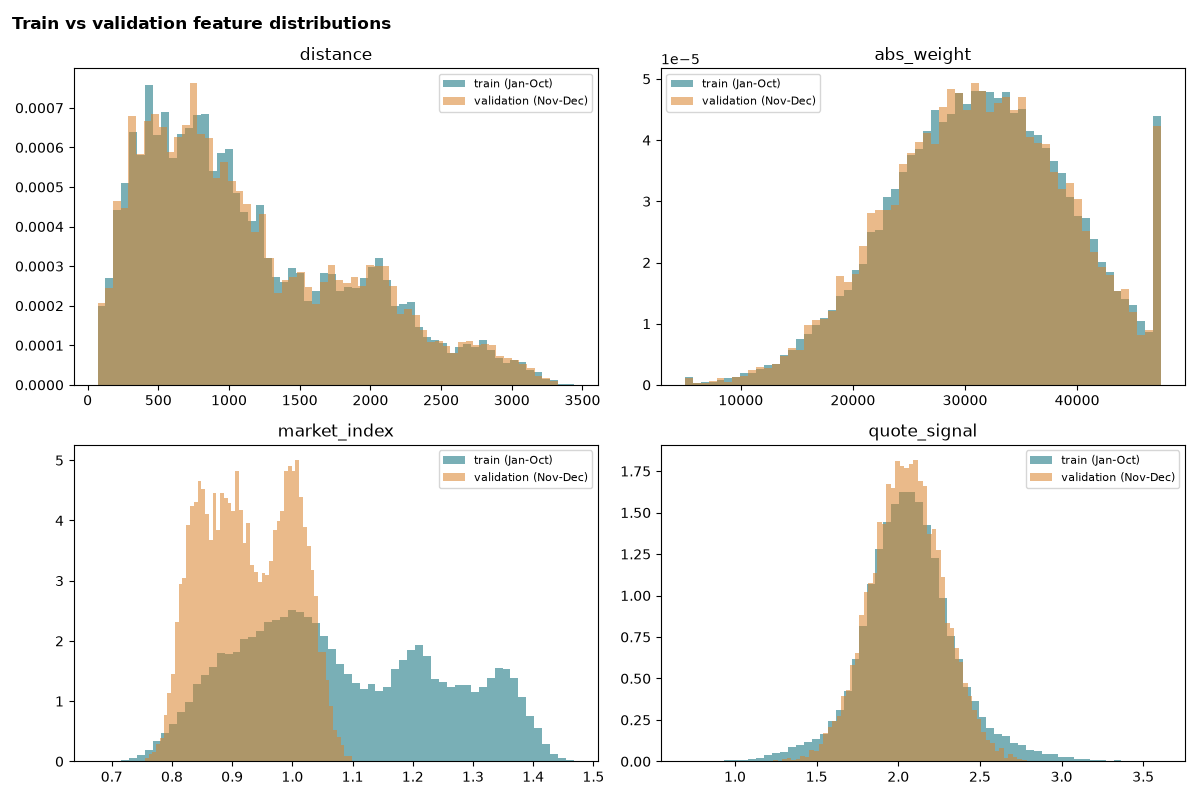 Train vs validation feature distributions
distance
train (Jan-Oct)
validation (Nov-Dec)
0.0007
0.0006
0.0005
0.0004
0.0003
0.0002
0.0001
0.0000
0 500 1000 1500 2000 2500 3000 3500
abs_weight
1e−5
train (Jan-Oct)
validation (Nov-Dec)
5
4
3
2
1
0
10000 20000 30000 40000
market_index
train (Jan-Oct)
validation (Nov-Dec)
5
4
3
2
1
0
0.7 0.8 0.9 1.0 1.1 1.2 1.3 1.4 1.5
quote_signal
train (Jan-Oct)
validation (Nov-Dec)
1.75
1.50
1.25
1.00
0.75
0.50
0.25
0.00
1.0 1.5 2.0 2.5 3.0 3.5